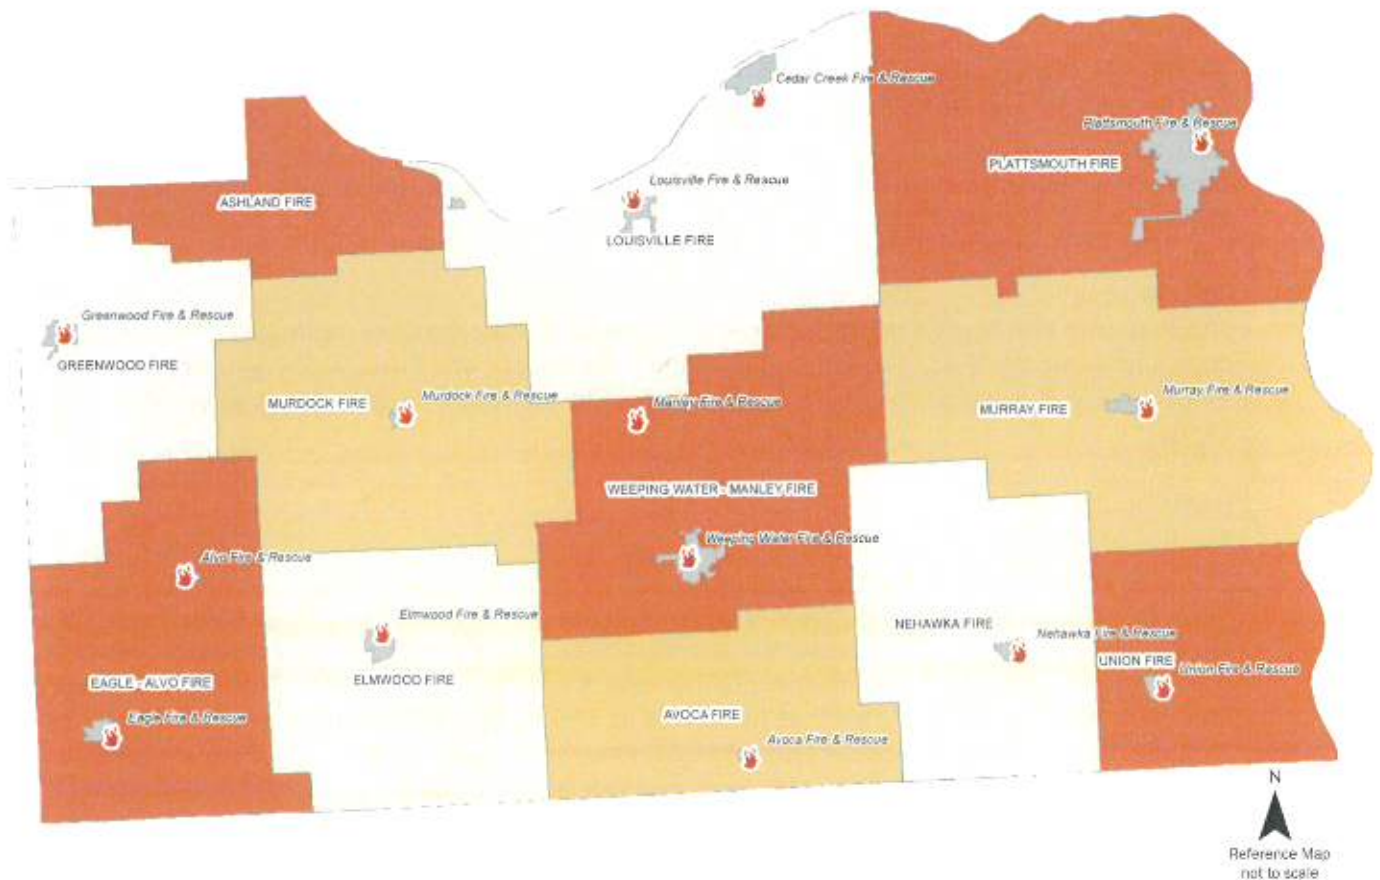 Cedar Creek Fire & Rescue
Plattsmouth Fire & Rescue
PLATTSMOUTH FIRE
Louisville Fire & Rescue
ASHLAND FIRE
LOUISVILLE FIRE
Greenwood Fire & Rescue
GREENWOOD FIRE
Murdock Fire & Rescue
MURDOCK FIRE
Manley Fire & Rescue
Murray Fire & Rescue
MURRAY FIRE
WEEPING WATER - MANLEY FIRE
Weeping Water Fire & Rescue
Alvo Fire & Rescue
Elmwood Fire & Rescue
NEHAWKA FIRE
Nehawka Fire & Rescue
UNION FIRE
Union Fire & Rescue
EAGLE - ALVO FIRE
ELMWOOD FIRE
Eagle Fire & Rescue
AVOCA FIRE
Avoca Fire & Rescue
N
Reference Map
not to scale